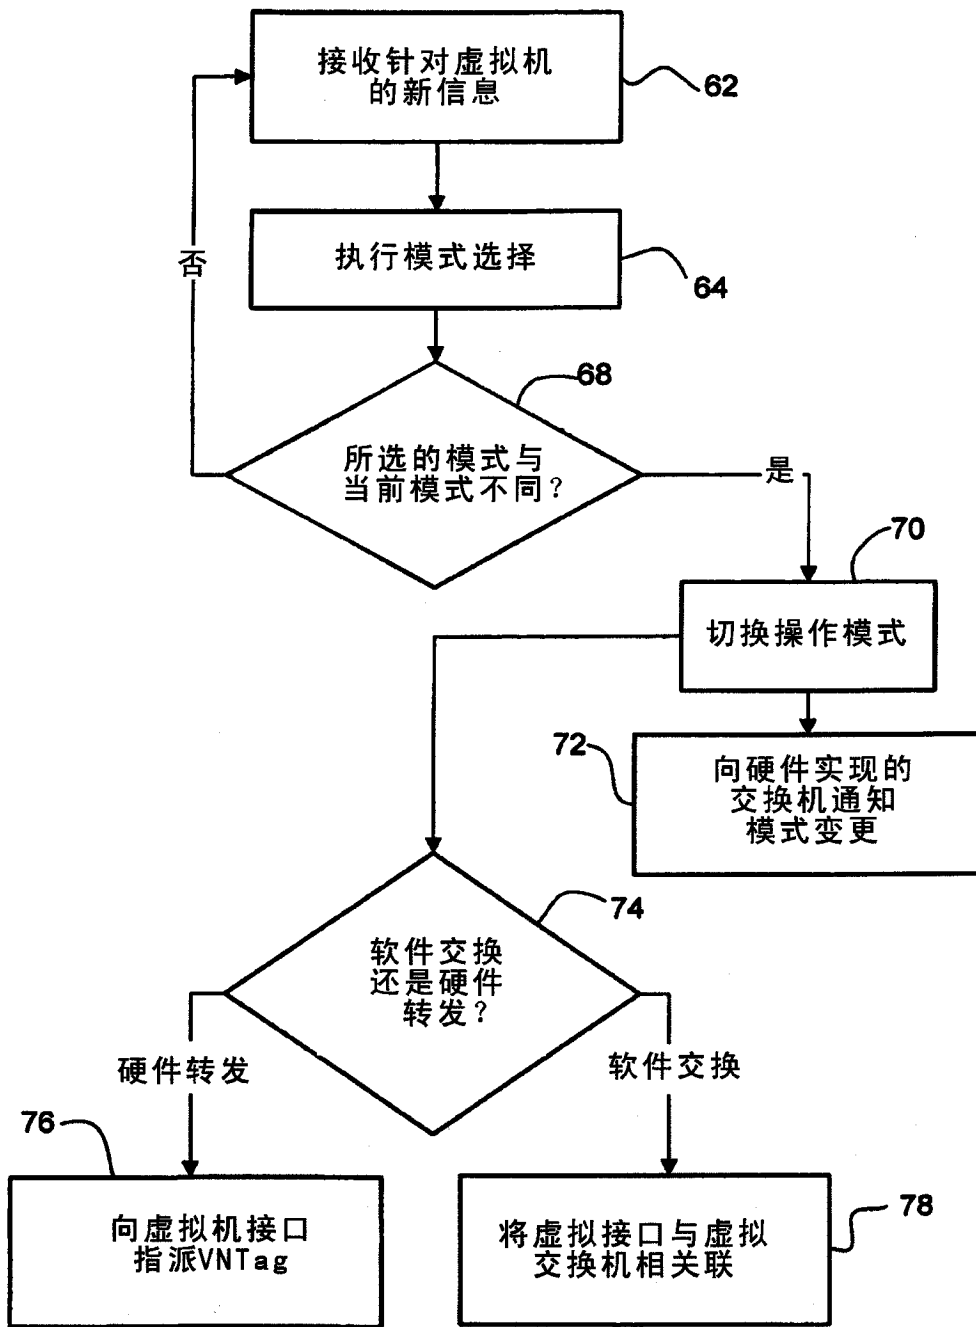 接收针对虚拟机
的新信息
62
执行模式选择
64
否
68
所选的模式与
当前模式不同?
是
70
切换操作模式
72
向硬件实现的
交换机通知
模式变更
74
软件交换
还是硬件
转发?
硬件转发
软件交换
76
向虚拟机接口
指派VNTag
78
将虚拟接口与虚拟
交换机相关联